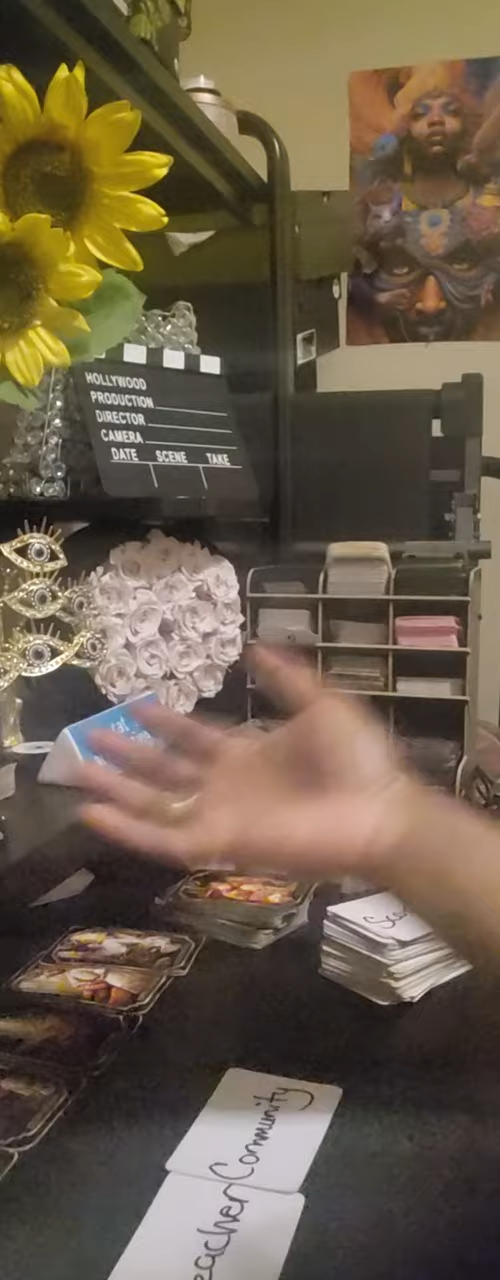 HOLLYWOOD
PRODUCTION
DIRECTOR
CAMERA
DATE SCENE TAKE
Community
eacher